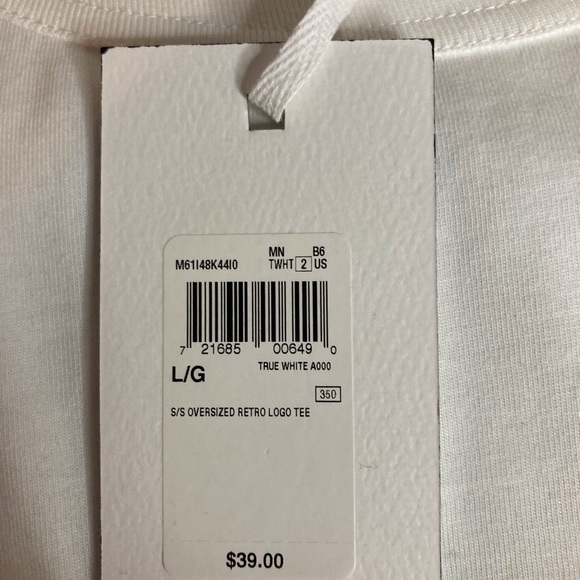 M61I48K44I0 MN B6
TWHT 2 US
7 21685 00649 0
L/G TRUE WHITE A000
350
S/S OVERSIZED RETRO LOGO TEE
$39.00